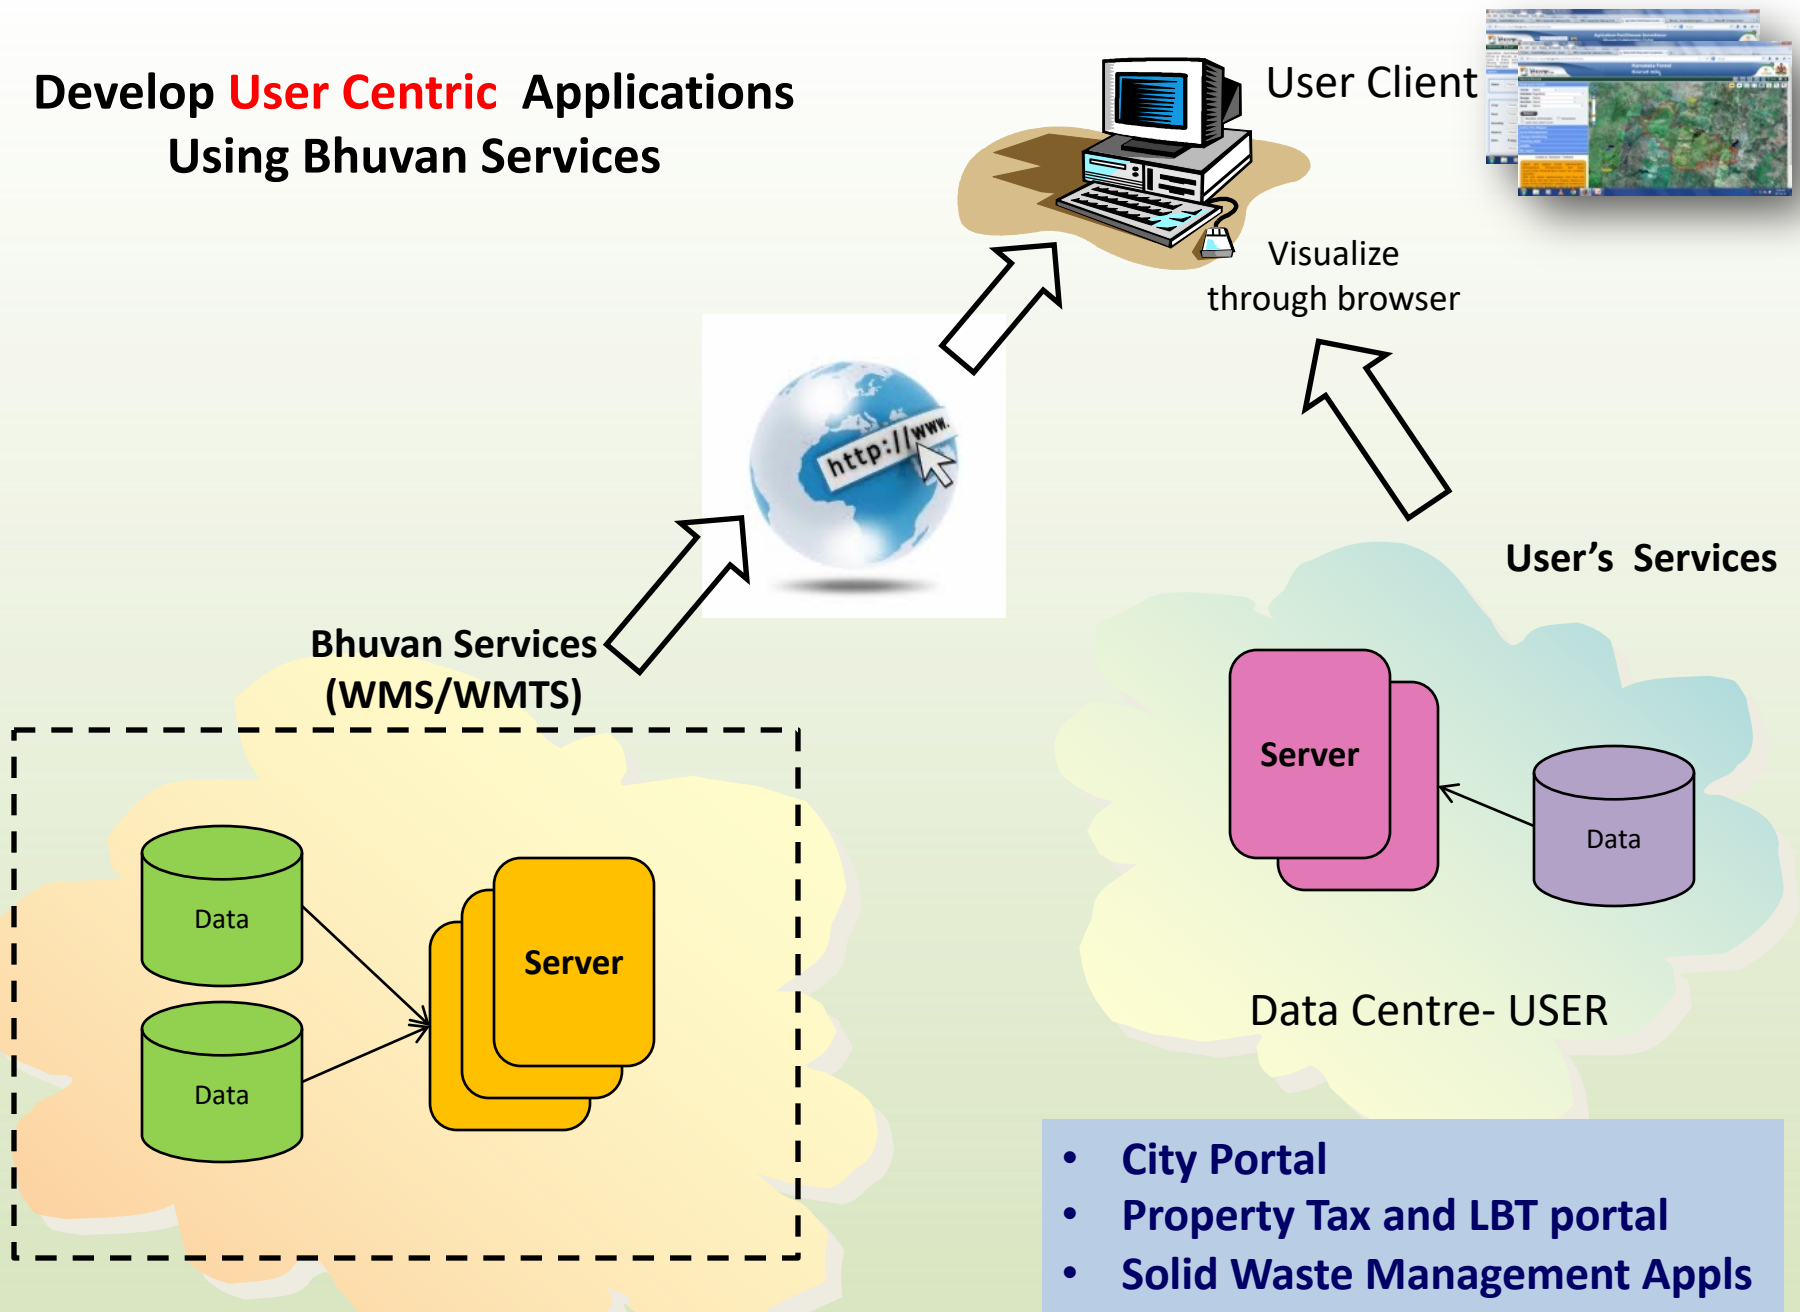 Develop User Centric Applications
Using Bhuvan Services
User Client
Visualize
through browser
http://www.
User’s Services
Bhuvan Services
(WMS/WMTS)
Server
Data
Data
Server
Data
Data Centre- USER
• City Portal
• Property Tax and LBT portal
• Solid Waste Management Appls